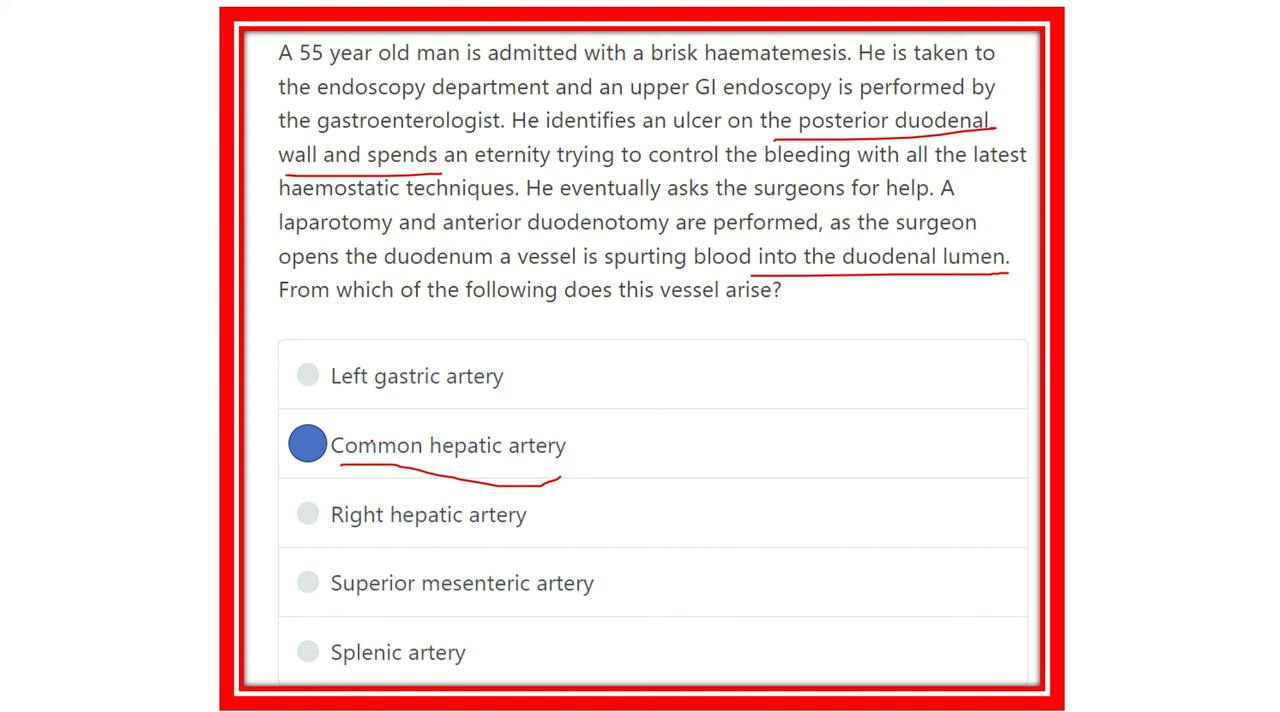 A 55 year old man is admitted with a brisk haematemesis. He is taken to
the endoscopy department and an upper GI endoscopy is performed by
the gastroenterologist. He identifies an ulcer on the posterior duodenal
wall and spends an eternity trying to control the bleeding with all the latest
haemostatic techniques. He eventually asks the surgeons for help. A
laparotomy and anterior duodenotomy are performed, as the surgeon
opens the duodenum a vessel is spurting blood into the duodenal lumen.
From which of the following does this vessel arise?
Left gastric artery
Common hepatic artery
Right hepatic artery
Superior mesenteric artery
Splenic artery